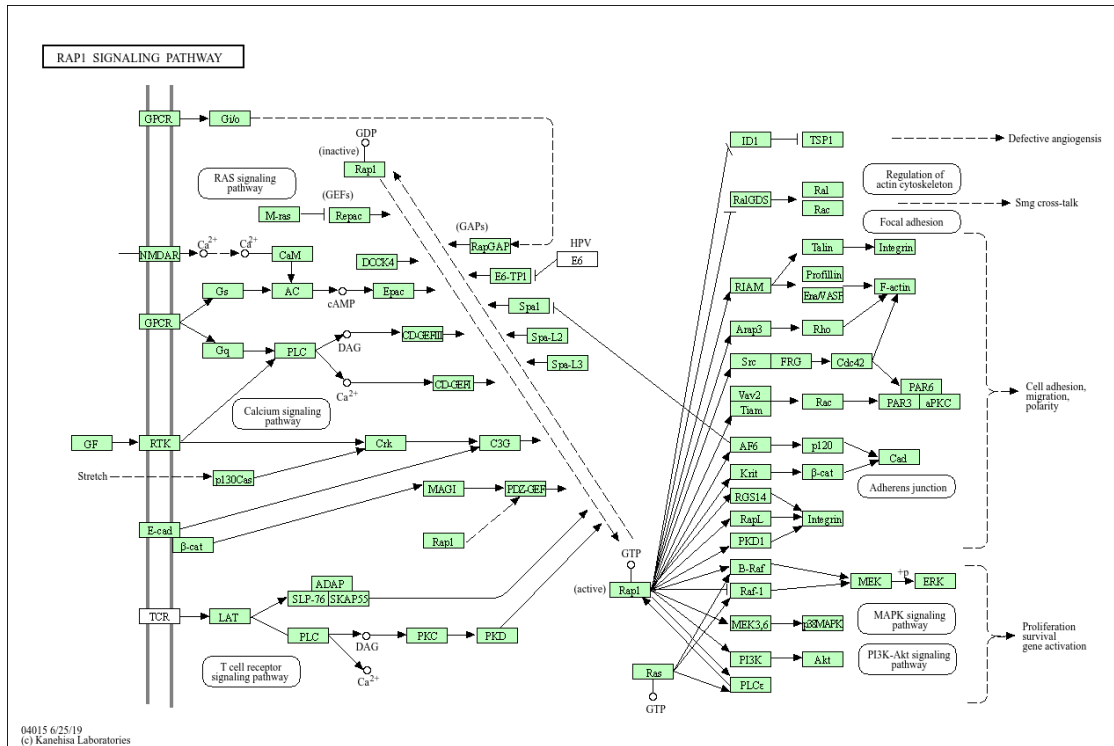 RAP1 SIGNALING PATHWAY
GPCR
Gi/o
GDP
(inactive)
Rap1
RAS signaling
pathway
(GEFs)
M-ras
Repac
(GAPs)
RapGAP
HPV
E6
E6-TP1
NMDAR
Ca2+
Ca2+
CaM
DOCK4
Gs
AC
cAMP
Epac
Spa1
GPCR
Gq
PLC
DAG
CD-GEFII
Spa-L2
Spa-L3
Ca2+
CD-GEFI
Calcium signaling
pathway
GF
RTK
Crk
C3G
Stretch
p130Cas
MAGI
PDZ-GEF
E-cad
β-cat
Rap1
GTP
(active)
Rap1
ADAP
SLP-76
SKAP55
TCR
LAT
PLC
DAG
PKC
PKD
Ca2+
T cell receptor
signaling pathway
Ras
GTP
ID1
TSP1
Defective angiogenesis
Regulation of
actin cytoskeleton
RalGDS
Ral
Rac
Smg cross-talk
Focal adhesion
Talin
Integrin
RIAM
Profillin
Ena/VASP
F-actin
Arap3
Rho
Src
FRG
Cdc42
PAR6
PAR3
aPKC
Vav2
Tiam
Rac
Cell adhesion,
migration,
polarity
AF6
p120
Cad
Krit
β-cat
Adherens junction
RGS14
RapL
Integrin
PKD1
B-Raf
Raf-1
MEK
+p
ERK
MEK3,6
p38MAPK
MAPK signaling
pathway
PI3K
Akt
PI3K-Akt signaling
pathway
PLCε
Proliferation
survival
gene activation
04015 6/25/19
(c) Kanehisa Laboratories